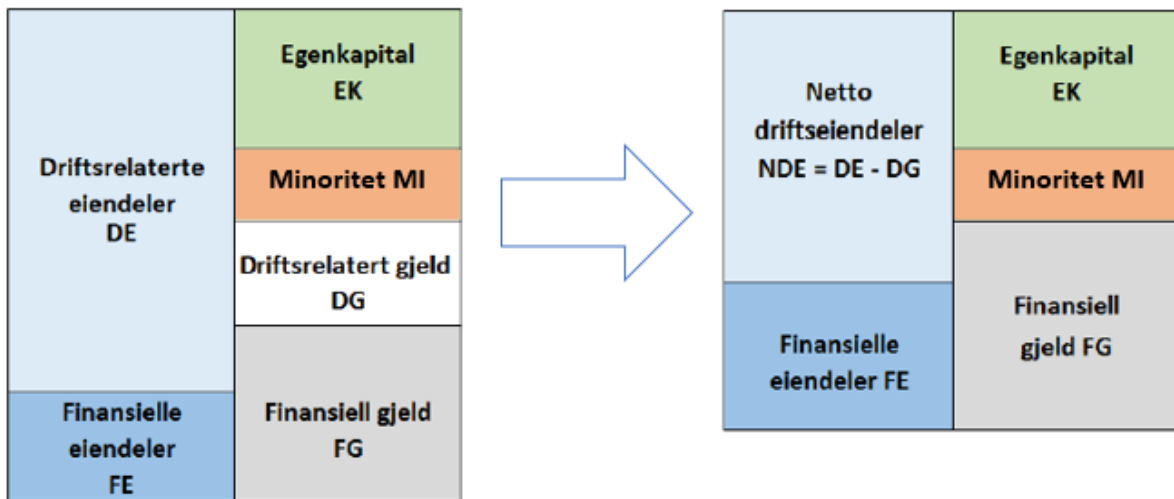 Driftsrelaterte
eiendeler
DE
Finansielle
eiendeler
FE
Egenkapital
EK
Minoritet MI
Driftsrelatert gjeld
DG
Finansiell gjeld
FG
Netto
driftseiendeler
NDE = DE - DG
Finansielle
eiendeler FE
Egenkapital
EK
Minoritet MI
Finansiell
gjeld FG